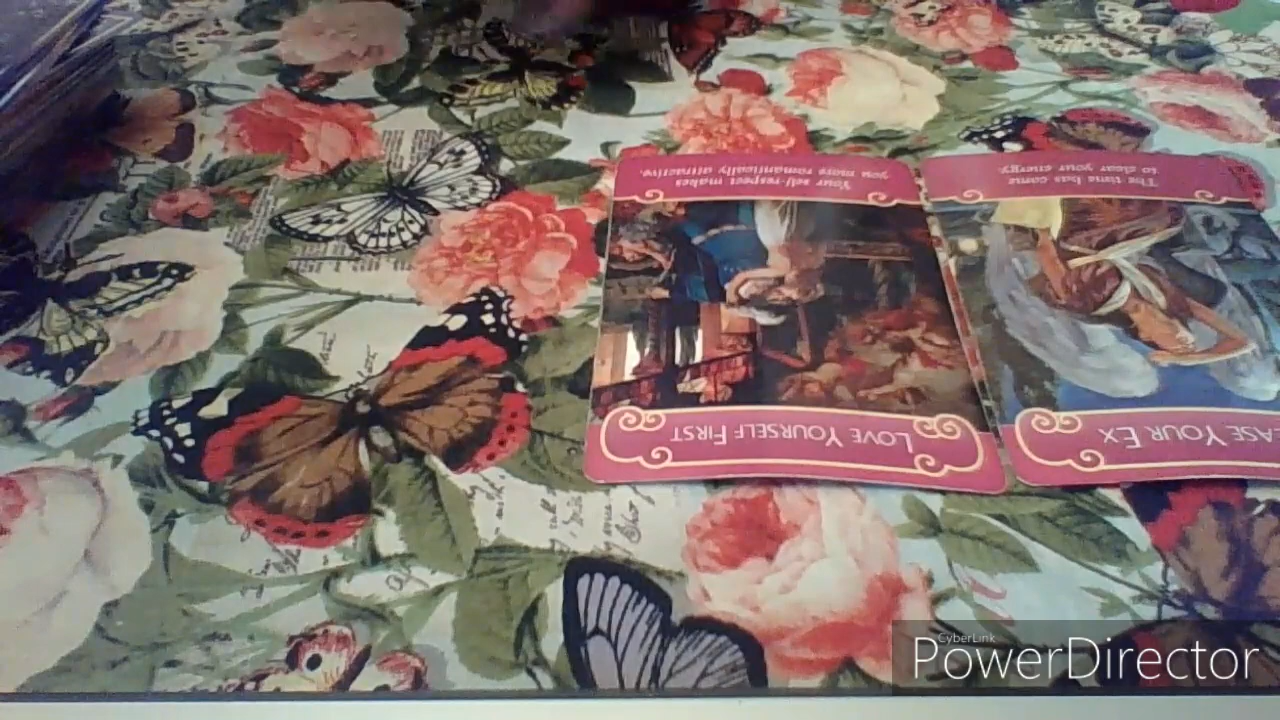 Your self-respect makes
you more romantically attractive.
LOVE YOURSELF FIRST
The time has come
to clear your energy.
ASE YOUR EX
CyberLink
PowerDirector